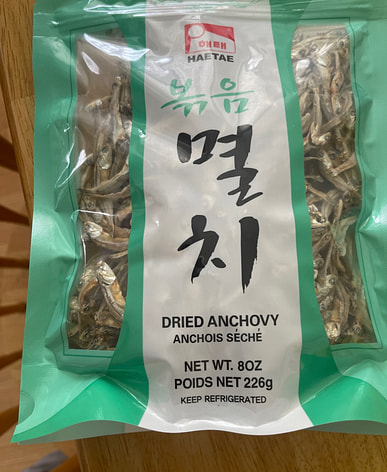 해태
HAETAE
볶음
멸
치
DRIED ANCHOVY
ANCHOIS SÉCHÉ
NET WT. 8OZ
POIDS NET 226g
KEEP REFRIGERATED